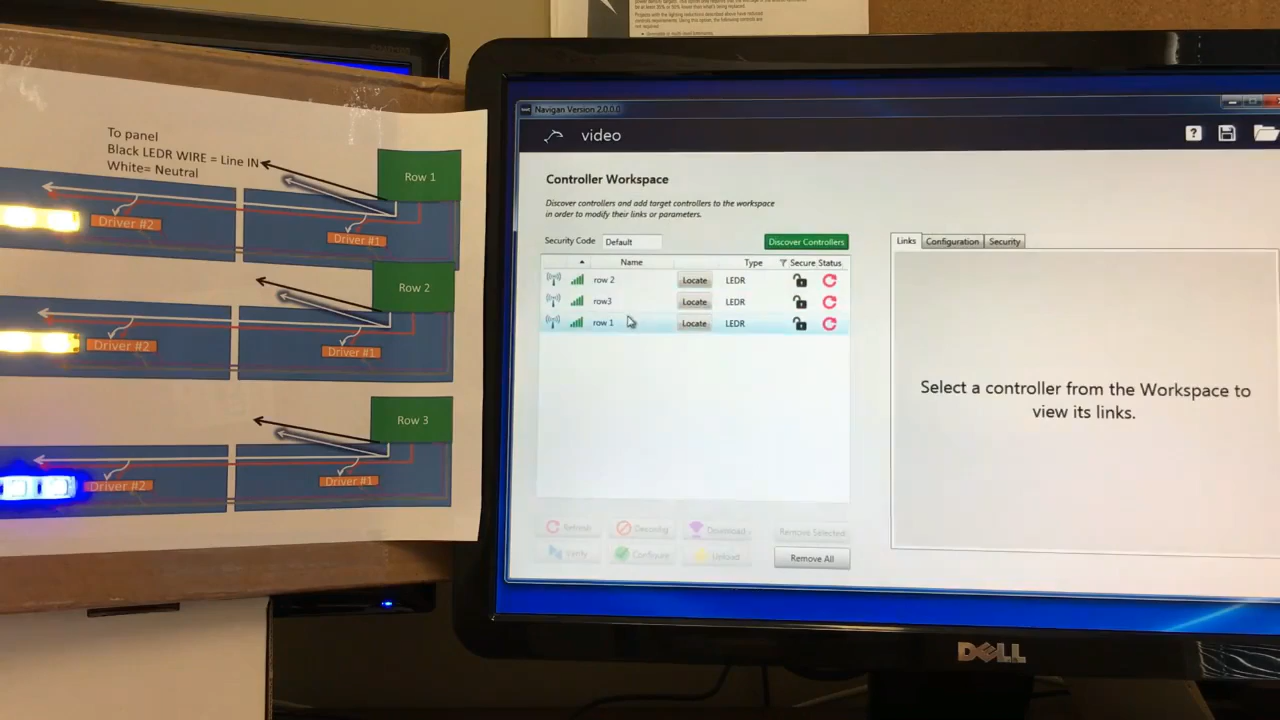 To panel
Black LEDR WIRE = Line IN
White= Neutral
Row 1
Driver #2
Driver #1
Row 2
Driver #2
Driver #1
Row 3
Driver #2
Driver #1
Navigan Version 2.0.0.0
video
?
Controller Workspace
Discover controllers and add target controllers to the workspace
in order to modify their links or parameters.
Security Code Default Discover Controllers
Name Type Secure Status
row 2 Locate LEDR
row3 Locate LEDR
row 1 Locate LEDR
Refresh Deconfig Download Remove Selected
Verify Configure Upload Remove All
Links Configuration Security
Select a controller from the Workspace to
view its links.
DELL